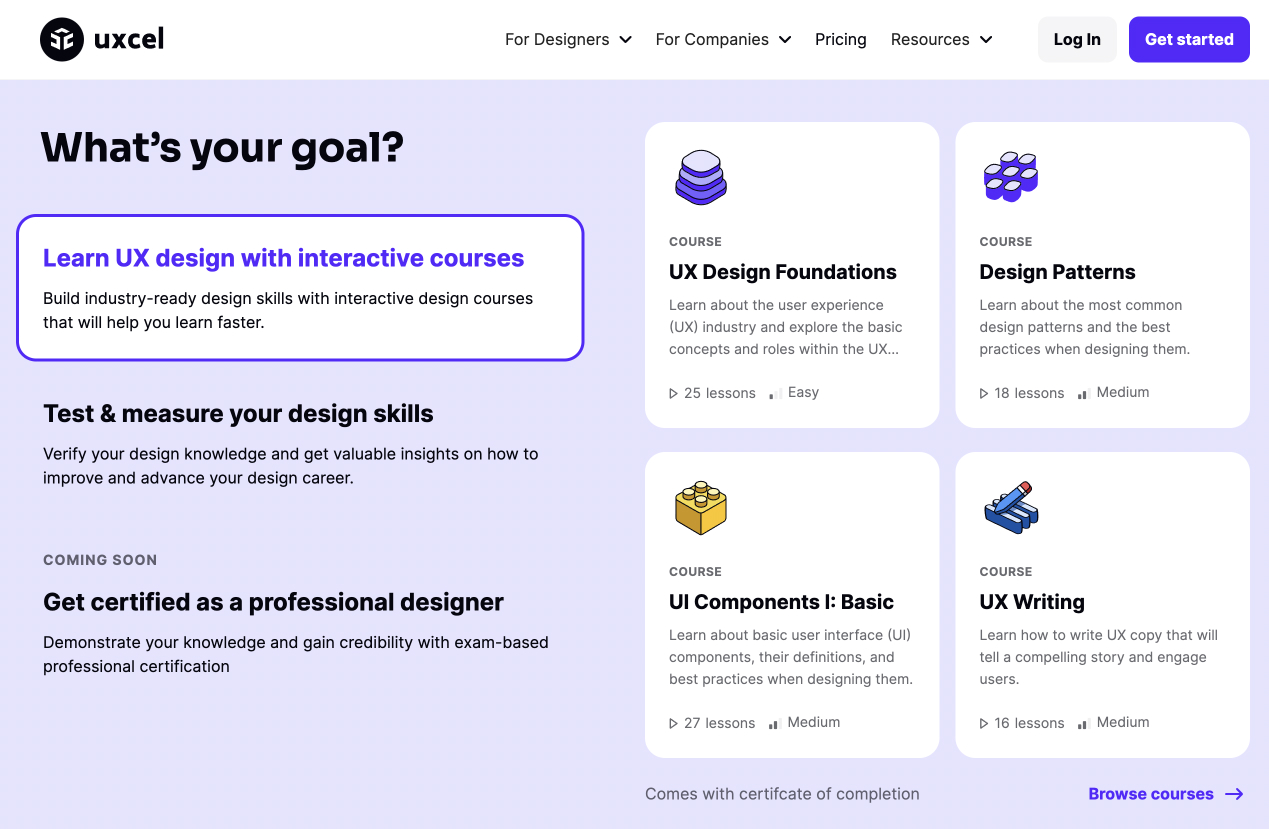 uxcel
For Designers
For Companies
Pricing
Resources
Log In
Get started
What’s your goal?
Learn UX design with interactive courses
Build industry-ready design skills with interactive design courses
that will help you learn faster.
Test & measure your design skills
Verify your design knowledge and get valuable insights on how to
improve and advance your design career.
COMING SOON
Get certified as a professional designer
Demonstrate your knowledge and gain credibility with exam-based
professional certification
COURSE
UX Design Foundations
Learn about the user experience
(UX) industry and explore the basic
concepts and roles within the UX...
25 lessons Easy
COURSE
Design Patterns
Learn about the most common
design patterns and the best
practices when designing them.
18 lessons Medium
COURSE
UI Components I: Basic
Learn about basic user interface (UI)
components, their definitions, and
best practices when designing them.
27 lessons Medium
COURSE
UX Writing
Learn how to write UX copy that will
tell a compelling story and engage
users.
16 lessons Medium
Comes with certifcate of completion
Browse courses